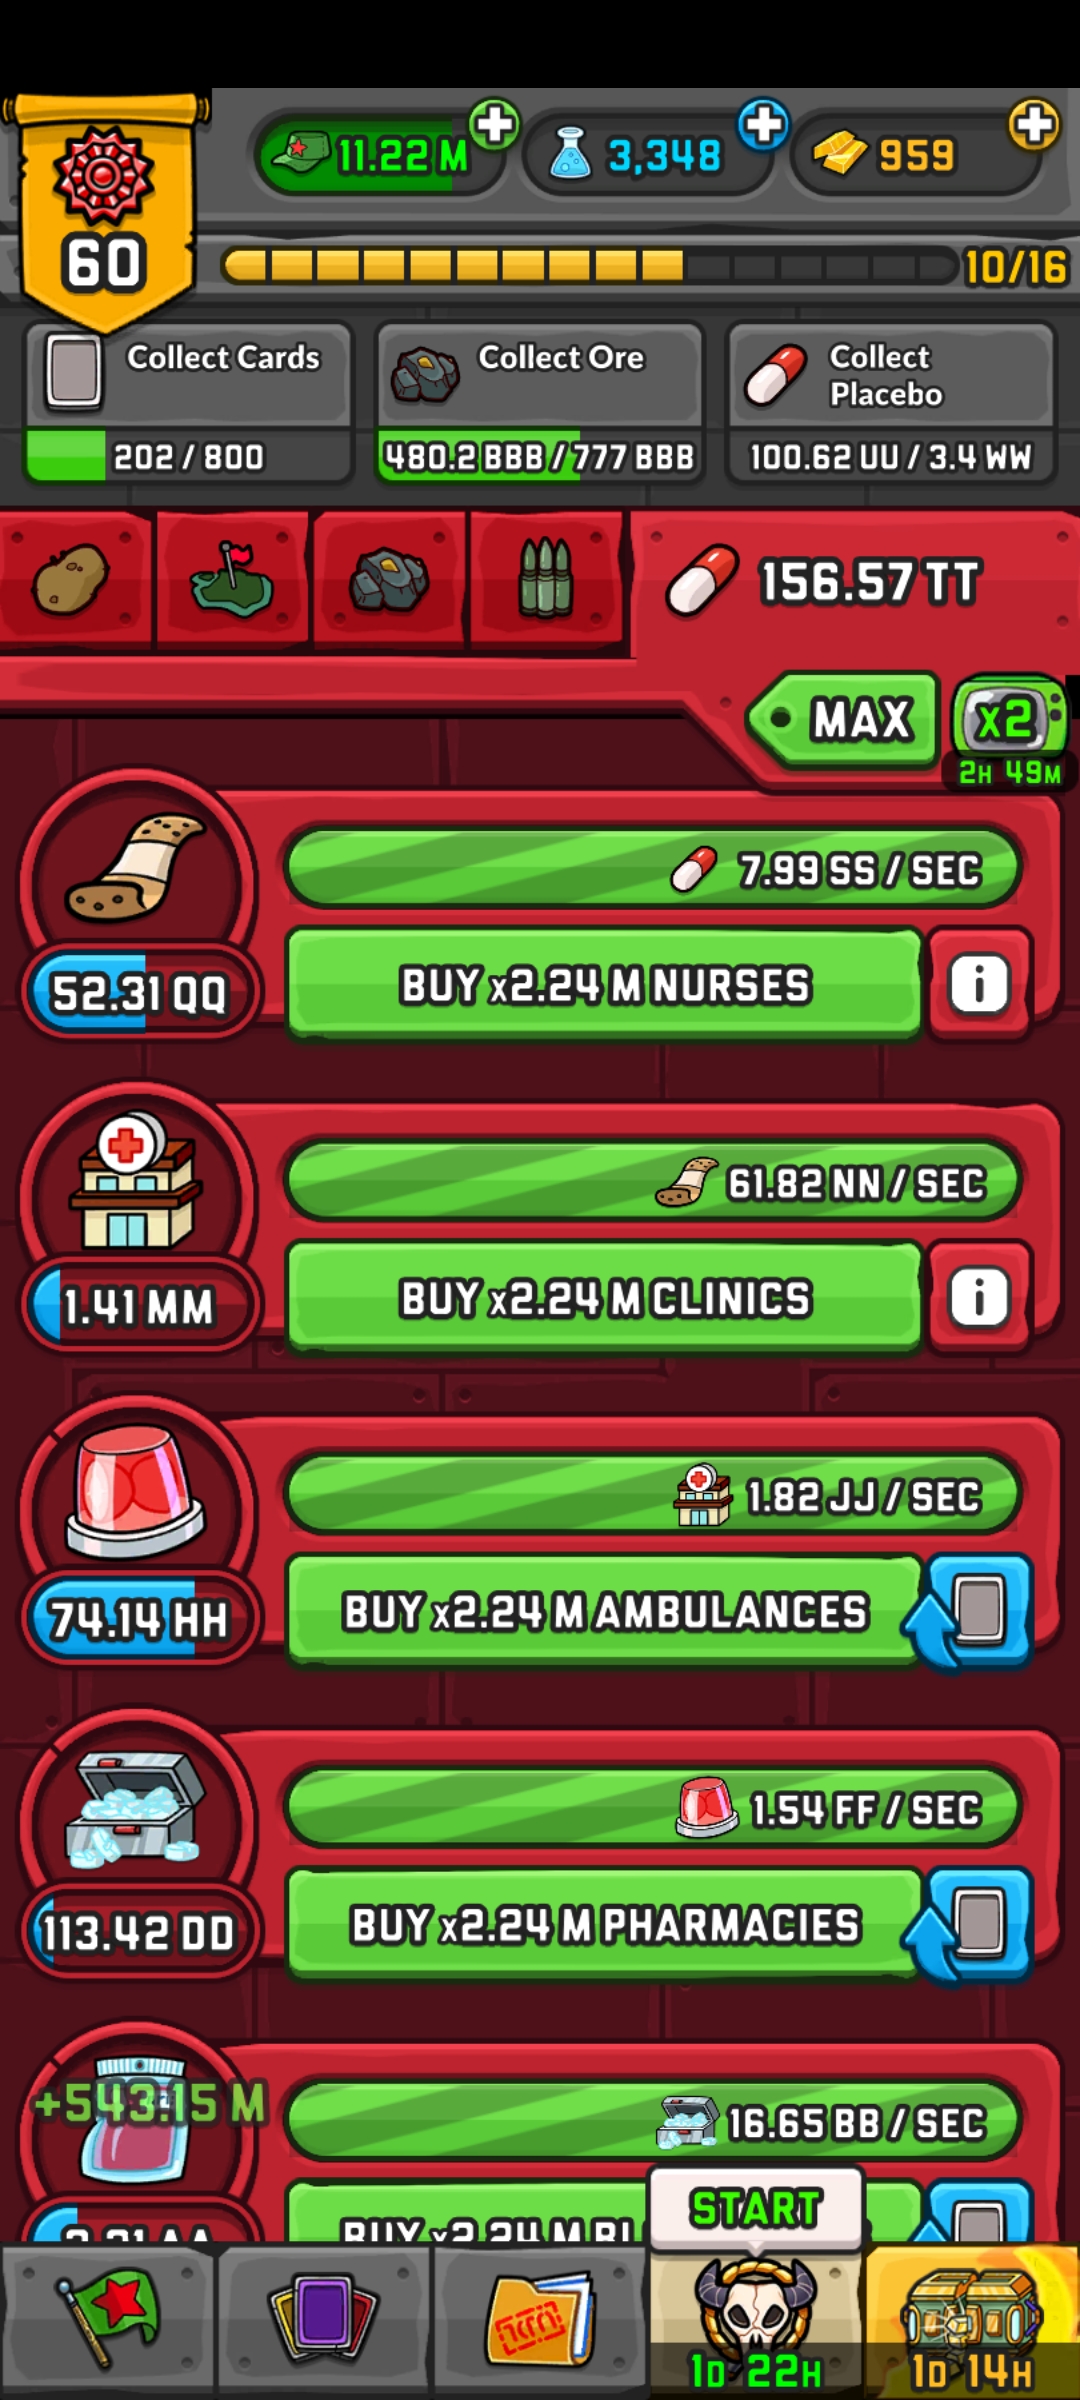 60
11.22 M
3,348
959
10/16
Collect Cards
202 / 800
Collect Ore
480.2 BBB / 777 BBB
Collect
Placebo
100.62 UU / 3.4 WW
156.57 TT
MAX
x2
2H 49M
7.99 SS / SEC
52.31 QQ
BUY x2.24 M NURSES
i
61.82 NN / SEC
1.41 MM
BUY x2.24 M CLINICS
i
1.82 JJ / SEC
74.14 HH
BUY x2.24 M AMBULANCES
1.54 FF / SEC
113.42 DD
BUY x2.24 M PHARMACIES
+543.15 M
16.65 BB / SEC
BUY x2.24 M
START
1D 22H
1D 14H